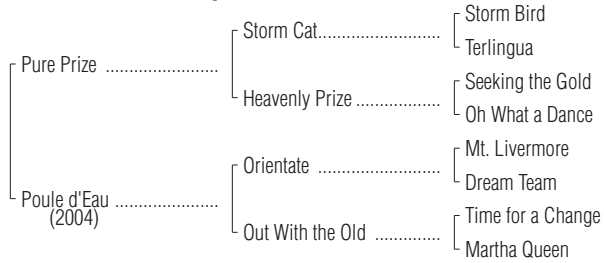 Storm Bird
Storm Cat..........................
Terlingua
Pure Prize ........................
Seeking the Gold
Heavenly Prize ..................
Oh What a Dance
Mt. Livermore
Orientate ..........................
Dream Team
Poule d'Eau ......................
(2004)
Time for a Change
Out With the Old ..............
Martha Queen